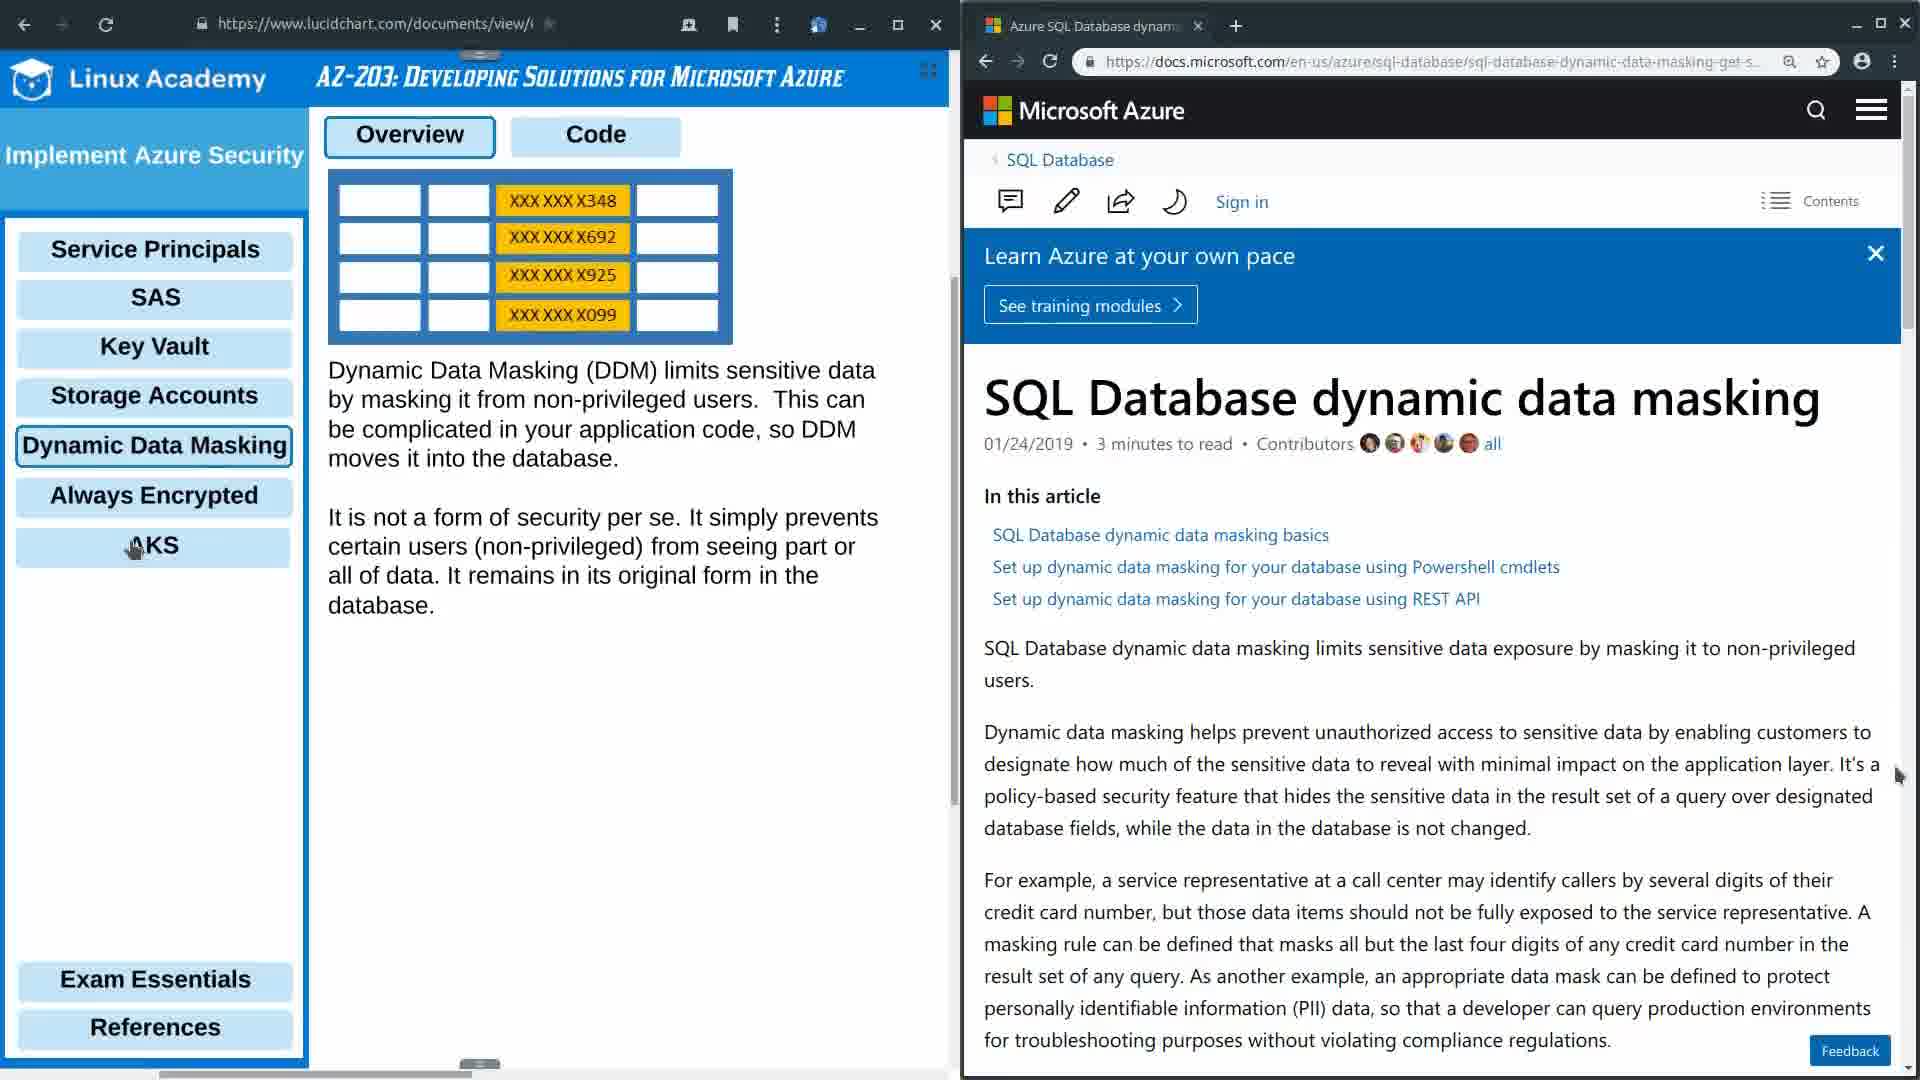 https://www.lucidchart.com/documents/view/
Linux Academy
AZ-203: Developing Solutions for Microsoft Azure
Implement Azure Security
Service Principals
SAS
Key Vault
Storage Accounts
Dynamic Data Masking
Always Encrypted
AKS
Exam Essentials
References
Overview
Code
XXX XXX X348
XXX XXX X692
XXX XXX X925
XXX XXX X099
Dynamic Data Masking (DDM) limits sensitive data
by masking it from non-privileged users.  This can
be complicated in your application code, so DDM
moves it into the database.
It is not a form of security per se. It simply prevents
certain users (non-privileged) from seeing part or
all of data. It remains in its original form in the
database.
Azure SQL Database dynam
https://docs.microsoft.com/en-us/azure/sql-database/sql-database-dynamic-data-masking-get-s...
Microsoft Azure
SQL Database
Sign in
Contents
Learn Azure at your own pace
See training modules
SQL Database dynamic data masking
01/24/2019 • 3 minutes to read • Contributors all
In this article
SQL Database dynamic data masking basics
Set up dynamic data masking for your database using Powershell cmdlets
Set up dynamic data masking for your database using REST API
SQL Database dynamic data masking limits sensitive data exposure by masking it to non-privileged
users.
Dynamic data masking helps prevent unauthorized access to sensitive data by enabling customers to
designate how much of the sensitive data to reveal with minimal impact on the application layer. It's a
policy-based security feature that hides the sensitive data in the result set of a query over designated
database fields, while the data in the database is not changed.
For example, a service representative at a call center may identify callers by several digits of their
credit card number, but those data items should not be fully exposed to the service representative. A
masking rule can be defined that masks all but the last four digits of any credit card number in the
result set of any query. As another example, an appropriate data mask can be defined to protect
personally identifiable information (PII) data, so that a developer can query production environments
for troubleshooting purposes without violating compliance regulations.
Feedback